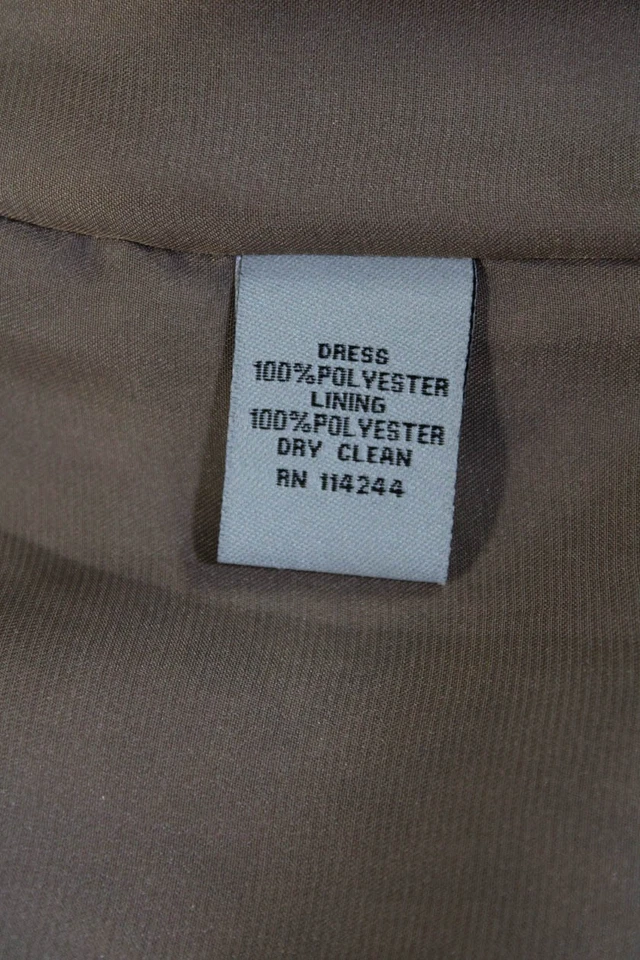 DRESS
100%POLYESTER
LINING
100%POLYESTER
DRY CLEAN
RN 114244